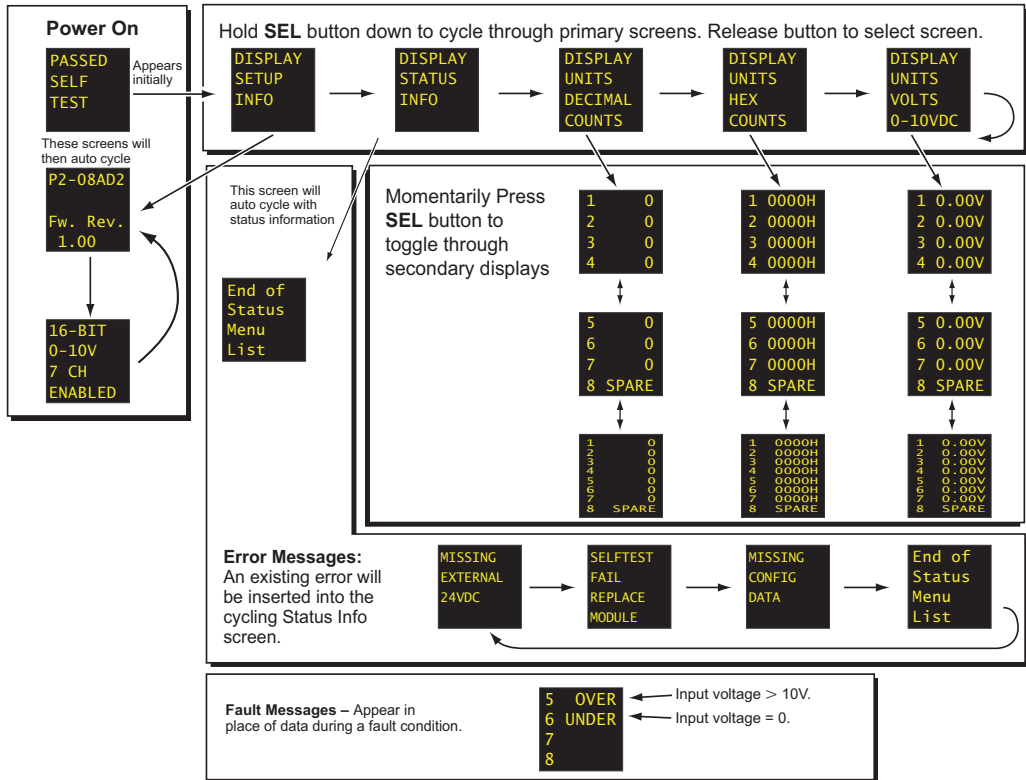 Power On
PASSED
SELF
TEST
Appears
initially
These screens will
then auto cycle
P2-08AD2
Fw. Rev.
1.00
16-BIT
0-10V
7 CH
ENABLED
Hold SEL button down to cycle through primary screens. Release button to select screen.
DISPLAY
SETUP
INFO
DISPLAY
STATUS
INFO
DISPLAY
UNITS
DECIMAL
COUNTS
DISPLAY
UNITS
HEX
COUNTS
DISPLAY
UNITS
VOLTS
0-10VDC
This screen will
auto cycle with
status information
End of
Status
Menu
List
Momentarily Press
SEL button to
toggle through
secondary displays
1 0
2 0
3 0
4 0
1 0000H
2 0000H
3 0000H
4 0000H
1 0.00V
2 0.00V
3 0.00V
4 0.00V
5 0
6 0
7 0
8 SPARE
5 0000H
6 0000H
7 0000H
8 SPARE
5 0.00V
6 0.00V
7 0.00V
8 SPARE
1 0
2 0
3 0
4 0
5 0
6 0
7 0
8 SPARE
1 0000H
2 0000H
3 0000H
4 0000H
5 0000H
6 0000H
7 0000H
8 SPARE
1 0.00V
2 0.00V
3 0.00V
4 0.00V
5 0.00V
6 0.00V
7 0.00V
8 SPARE
Error Messages:
An existing error will
be inserted into the
cycling Status Info
screen.
MISSING
EXTERNAL
24VDC
SELFTEST
FAIL
REPLACE
MODULE
MISSING
CONFIG
DATA
End of
Status
Menu
List
Fault Messages – Appear in
place of data during a fault condition.
5 OVER
6 UNDER
7
8
Input voltage > 10V.
Input voltage = 0.